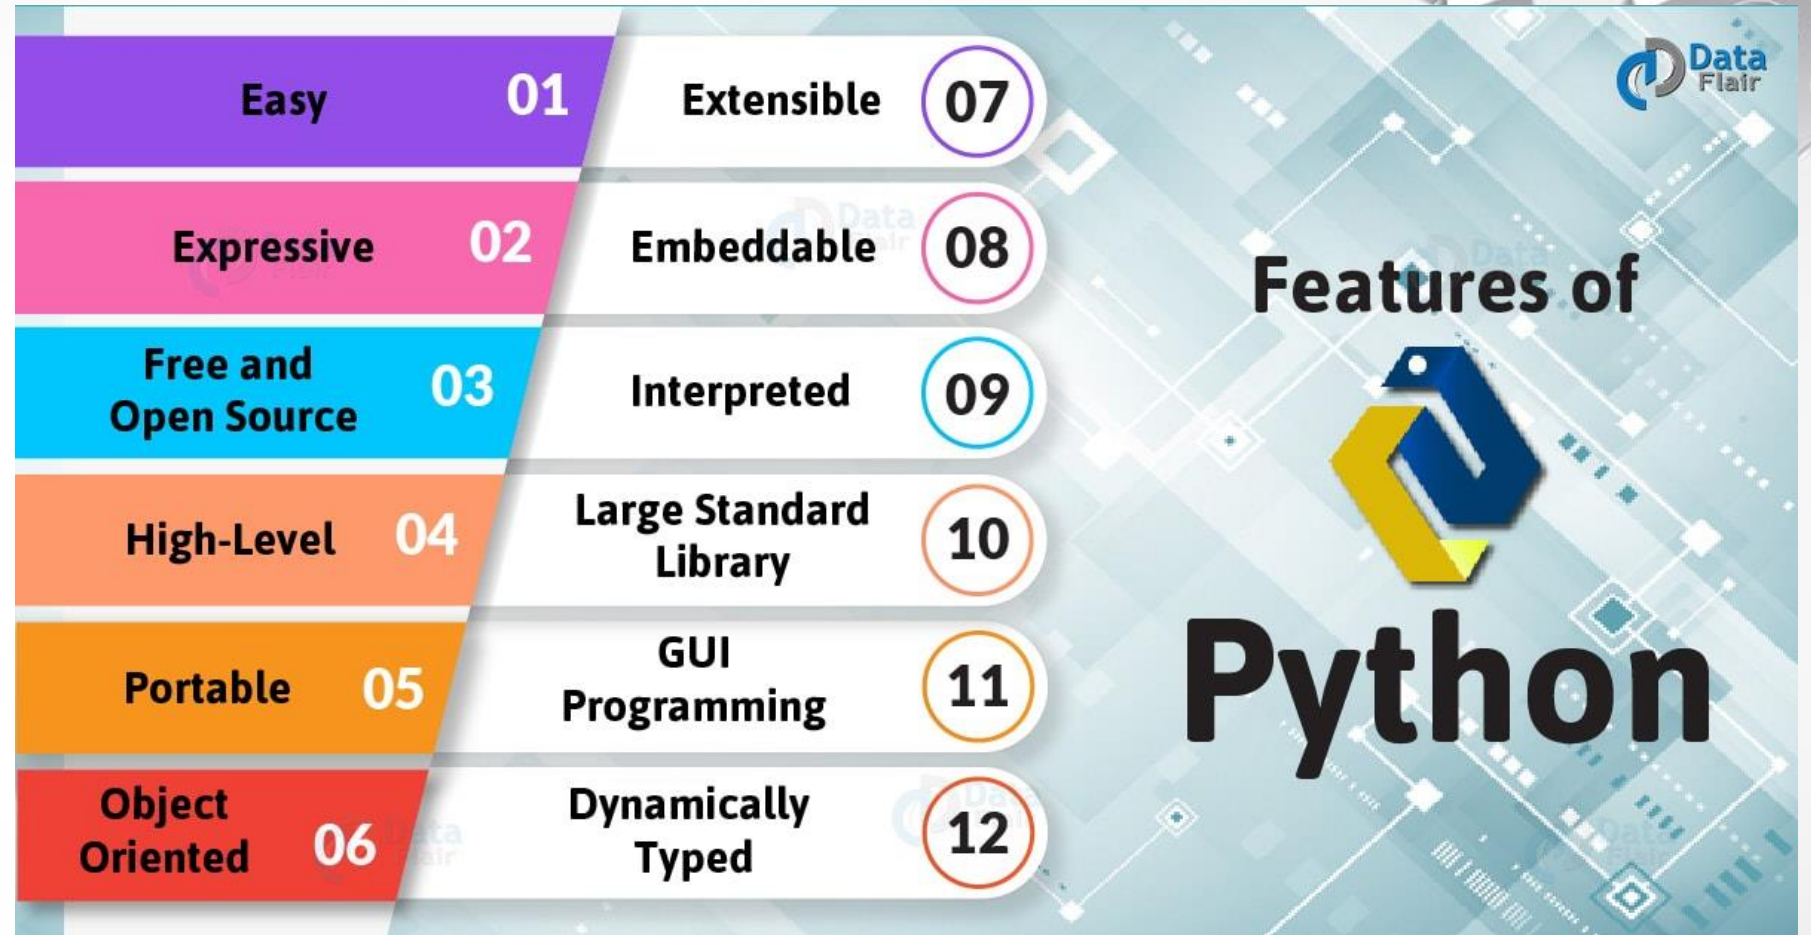 Easy 01
Expressive 02
Free and
Open Source 03
High-Level 04
Portable 05
Object
Oriented 06
Extensible 07
Embeddable 08
Interpreted 09
Large Standard
Library 10
GUI
Programming 11
Dynamically
Typed 12
Data
Flair
Features of
Python